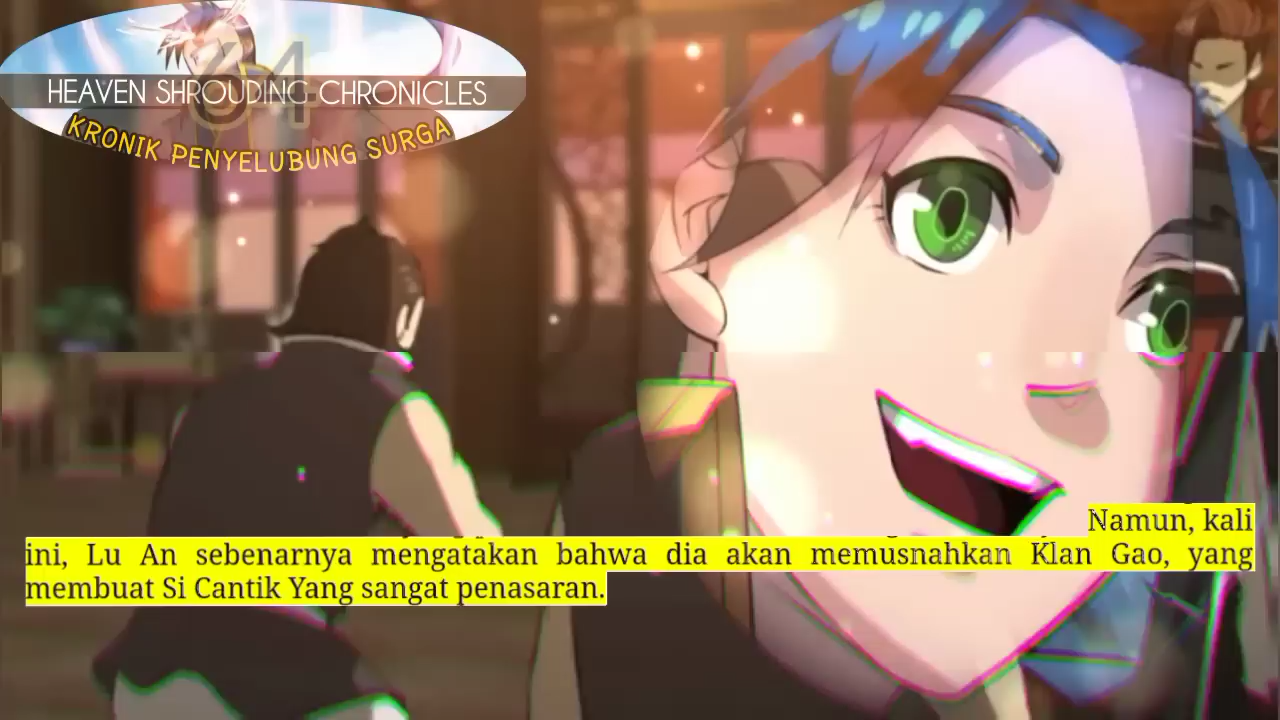 64
HEAVEN SHROUDING CHRONICLES
KRONIK PENYELUBUNG SURGA
Namun, kali
ini, Lu An sebenarnya mengatakan bahwa dia akan memusnahkan Klan Gao, yang
membuat Si Cantik Yang sangat penasaran.